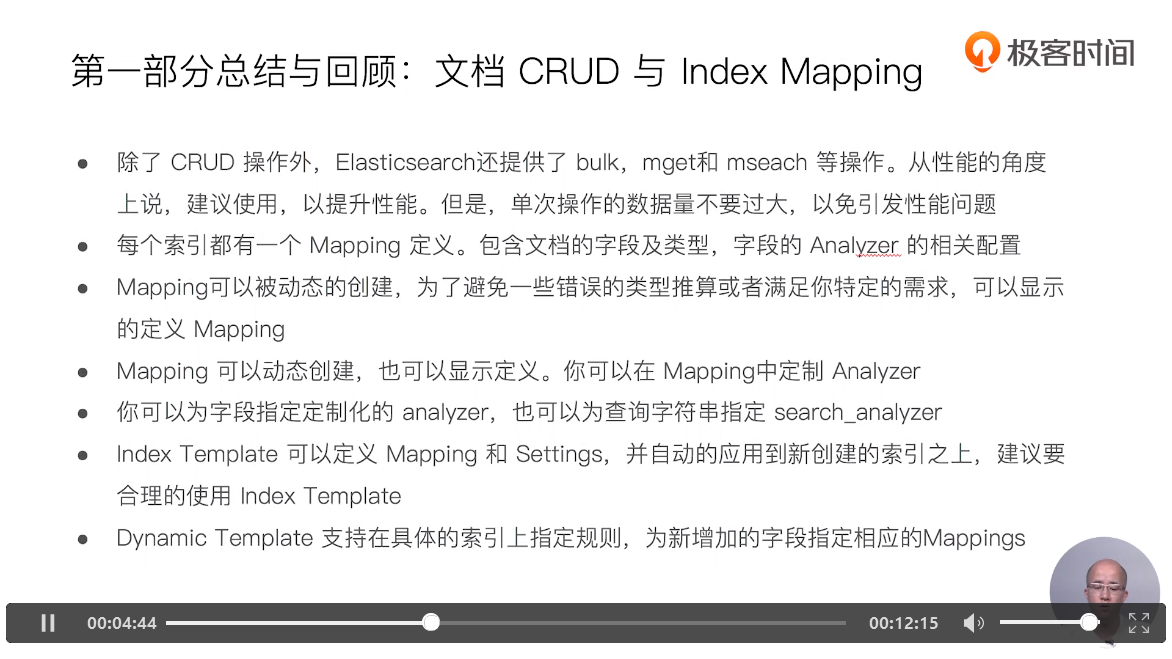 极客时间
第一部分总结与回顾：文档 CRUD 与 Index Mapping
● 除了 CRUD 操作外，Elasticsearch还提供了 bulk，mget和 mseach 等操作。从性能的角度
上说，建议使用，以提升性能。但是，单次操作的数据量不要过大，以免引发性能问题
● 每个索引都有一个 Mapping 定义。包含文档的字段及类型，字段的 Analyzer 的相关配置
● Mapping可以被动态的创建，为了避免一些错误的类型推算或者满足你特定的需求，可以显示
的定义 Mapping
● Mapping 可以动态创建，也可以显示定义。你可以在 Mapping中定制 Analyzer
● 你可以为字段指定定制化的 analyzer，也可以为查询字符串指定 search_analyzer
● Index Template 可以定义 Mapping 和 Settings，并自动的应用到新创建的索引之上，建议要
合理的使用 Index Template
● Dynamic Template 支持在具体的索引上指定规则，为新增加的字段指定相应的Mappings
00:04:44
00:12:15